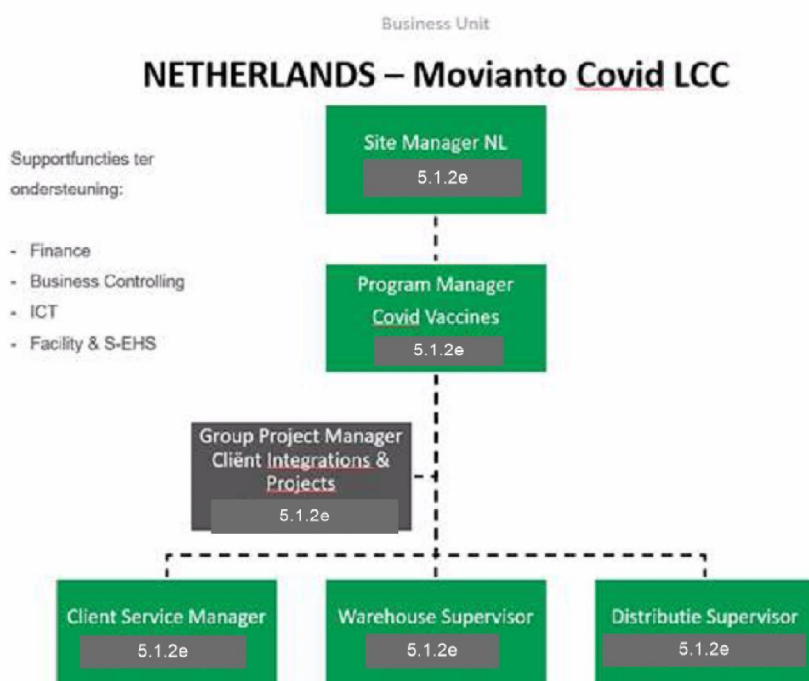 Business Unit
NETHERLANDS – Movianto Covid LCC
Supportfuncties ter
ondersteuning:
- Finance
- Business Controlling
- ICT
- Facility & S-EHS
Site Manager NL
5.1.2e
Program Manager
Covid Vaccines
5.1.2e
Group Project Manager
Cliënt Integrations &
Projects
5.1.2e
Client Service Manager
5.1.2e
Warehouse Supervisor
5.1.2e
Distributie Supervisor
5.1.2e